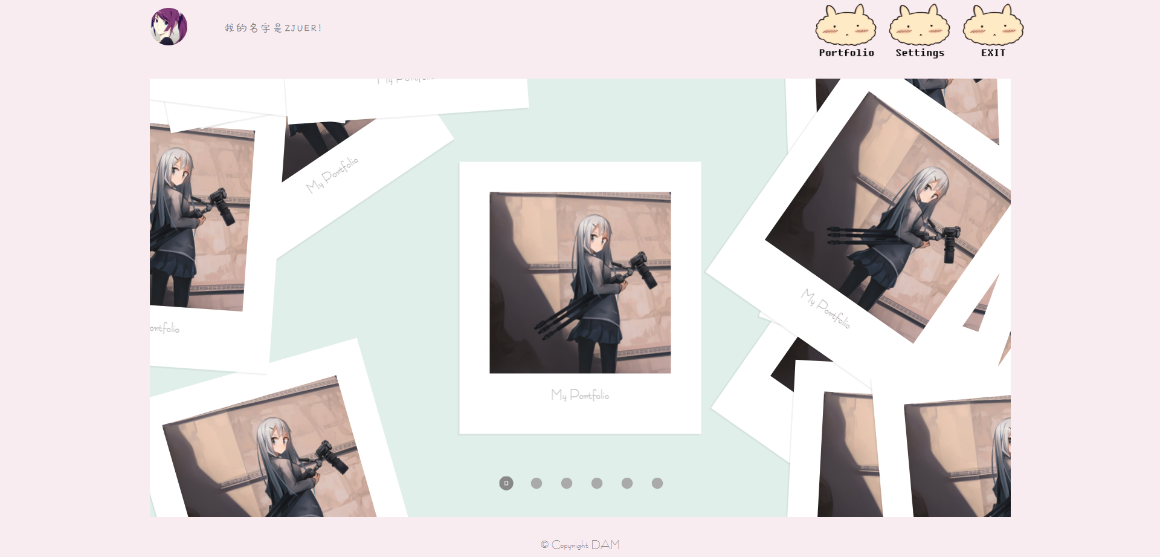 我的名字是ZJUER!
Portfolio
Settings
EXIT
My Portfolio
My Portfolio
ortfolio
My Portfolio
My Portfolio
© Copyright DAM